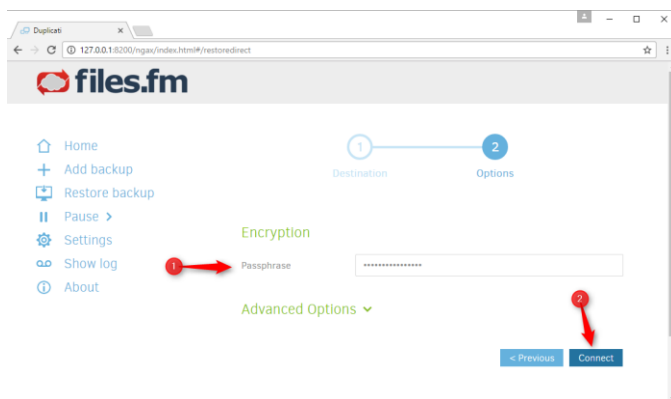 Duplicati
127.0.0.1:8200/ngax/index.html#/restoredirect
files.fm
Home
Add backup
Restore backup
Pause >
Settings
Show log
About
1
2
Destination
Options
Encryption
1
Passphrase
****************
Advanced Options
2
< Previous
Connect